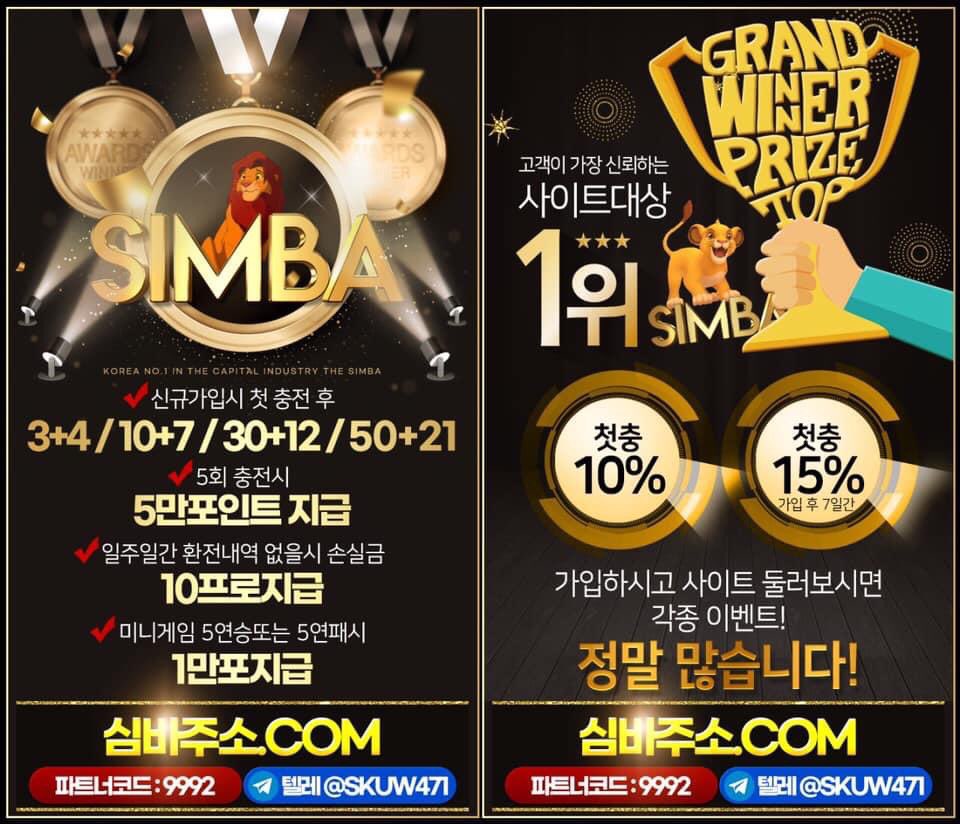 AWARDS
WINNER
AWARDS
SIMBA
KOREA NO.1 IN THE CAPITAL INDUSTRY THE SIMBA
신규가입시 첫 충전 후
3+4 / 10+7 / 30+12 / 50+21
5회 충전시
5만포인트 지급
일주일간 환전내역 없을시 손실금
10프로지급
미니게임 5연승또는 5연패시
1만포지급
심바주소.COM
파트너코드 : 9992
텔레 @SKUW471
GRAND
WINNER
PRIZE
TOP
고객이 가장 신뢰하는
사이트대상
1위
SIMBA
첫충
10%
첫충
15%
가입 후 7일간
가입하시고 사이트 둘러보시면
각종 이벤트!
정말 많습니다!
심바주소.COM
파트너코드 : 9992
텔레 @SKUW471